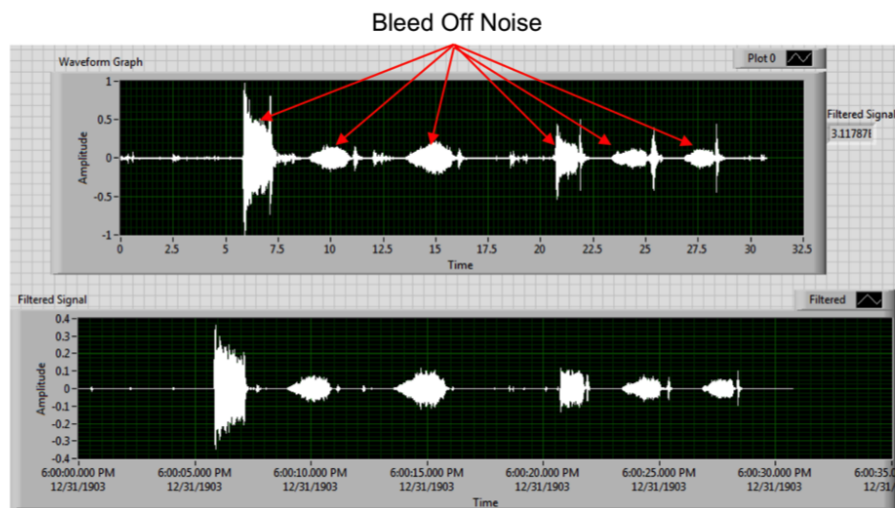 Bleed Off Noise
Waveform Graph
Plot 0
1
0.5
0
-0.5
-1
Amplitude
0 2.5 5 7.5 10 12.5 15 17.5 20 22.5 25 27.5 30 32.5
Time
Filtered Signal
Filtered Signal
Filtered
0.4
0.3
0.2
0.1
0
-0.1
-0.2
-0.3
-0.4
Amplitude
6:00:00.000 PM 6:00:05.000 PM 6:00:10.000 PM 6:00:15.000 PM 6:00:20.000 PM 6:00:25.000 PM 6:00:30.000 PM
12/31/1903 12/31/1903 12/31/1903 12/31/1903 12/31/1903 12/31/1903 12/31/1903
Time